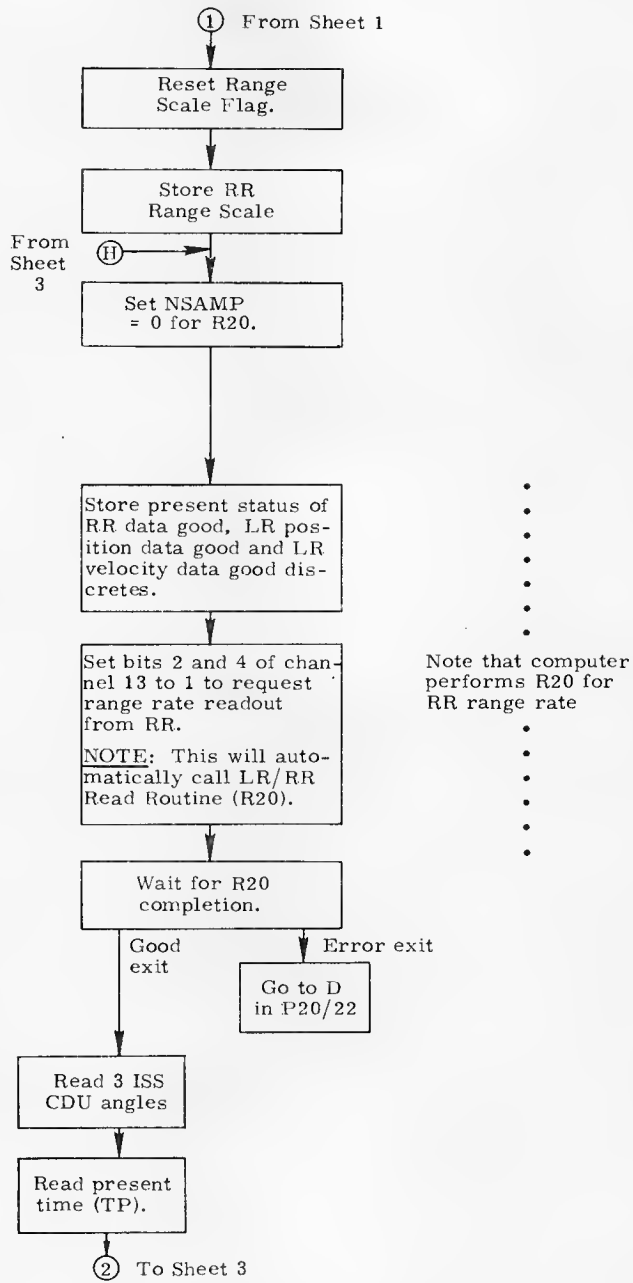 1 From Sheet 1
Reset Range
Scale Flag.
Store RR
Range Scale
From
Sheet
3
H
Set NSAMP
= 0 for R20.
Store present status of
RR data good, LR pos-
ition data good and LR
velocity data good dis-
cretes.
Set bits 2 and 4 of chan-
nel 13 to 1 to request
range rate readout
from RR.
NOTE: This will auto-
matically call LR/RR
Read Routine (R20).
Note that computer
performs R20 for
RR range rate
Wait for R20
completion.
Good
exit
Error exit
Go to D
in P20/22
Read 3 ISS
CDU angles
Read present
time (TP).
2 To Sheet 3